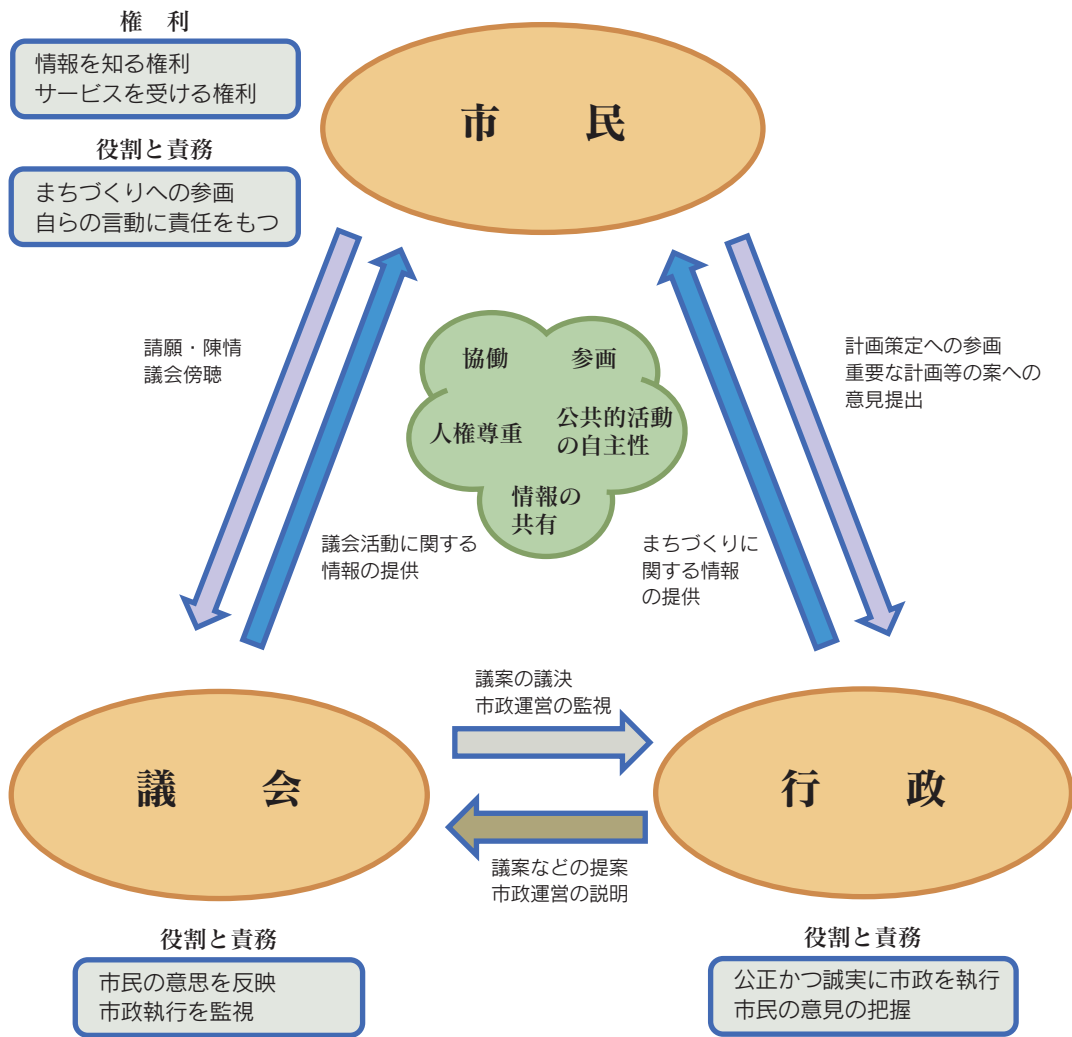 権　利
情報を知る権利
サービスを受ける権利
役割と責務
まちづくりへの参画
自らの言動に責任をもつ
市　民
請願・陳情
議会傍聴
議会活動に関する
情報の提供
協働
参画
人権尊重
公共的活動
の自主性
情報の
共有
まちづくりに
関する情報
の提供
計画策定への参画
重要な計画等の案への
意見提出
議案の議決
市政運営の監視
議　会
行　政
議案などの提案
市政運営の説明
役割と責務
市民の意思を反映
市政執行を監視
役割と責務
公正かつ誠実に市政を執行
市民の意見の把握